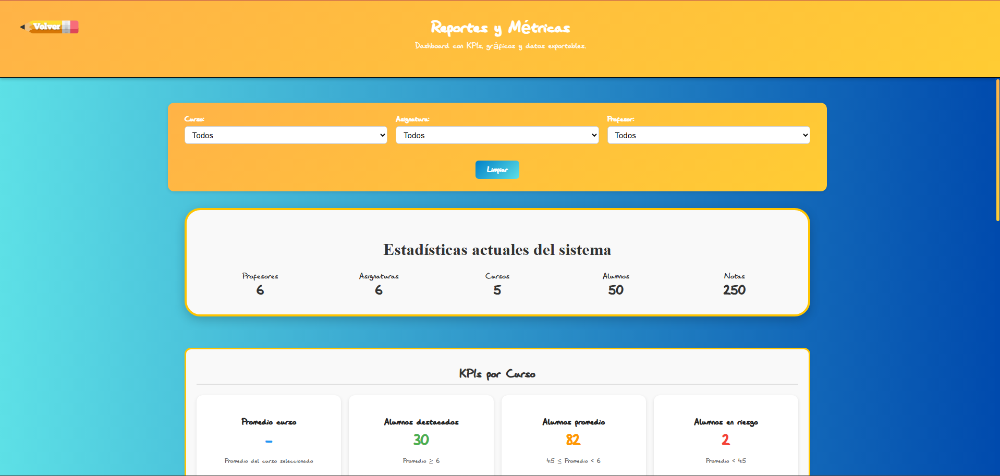 Volver
Reportes y Métricas
Dashboard con KPIs, gráficos y datos exportables.
Curso: Asignatura: Profesor:
Todos Todos Todos
Limpiar
Estadísticas actuales del sistema
Profesores Asignaturas Cursos Alumnos Notas
6 6 5 50 250
KPIs por Curso
Promedio curso Alumnos destacados Alumnos promedio Alumnos en riesgo
- 30 82 2
Promedio del curso seleccionado Promedio ≥ 6 4.5 ≤ Promedio < 6 Promedio < 4.5